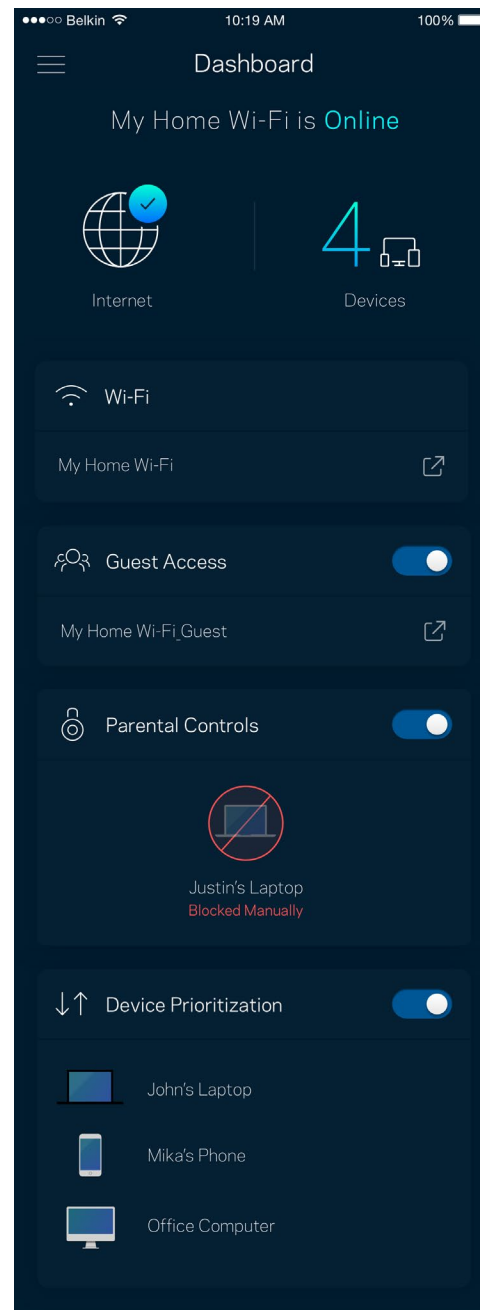 Belkin 10:19 AM 100%
Dashboard
My Home Wi-Fi is Online
4
Internet Devices
Wi-Fi
My Home Wi-Fi
Guest Access
My Home Wi-Fi_Guest
Parental Controls
Justin's Laptop
Blocked Manually
Device Prioritization
John's Laptop
Mika's Phone
Office Computer